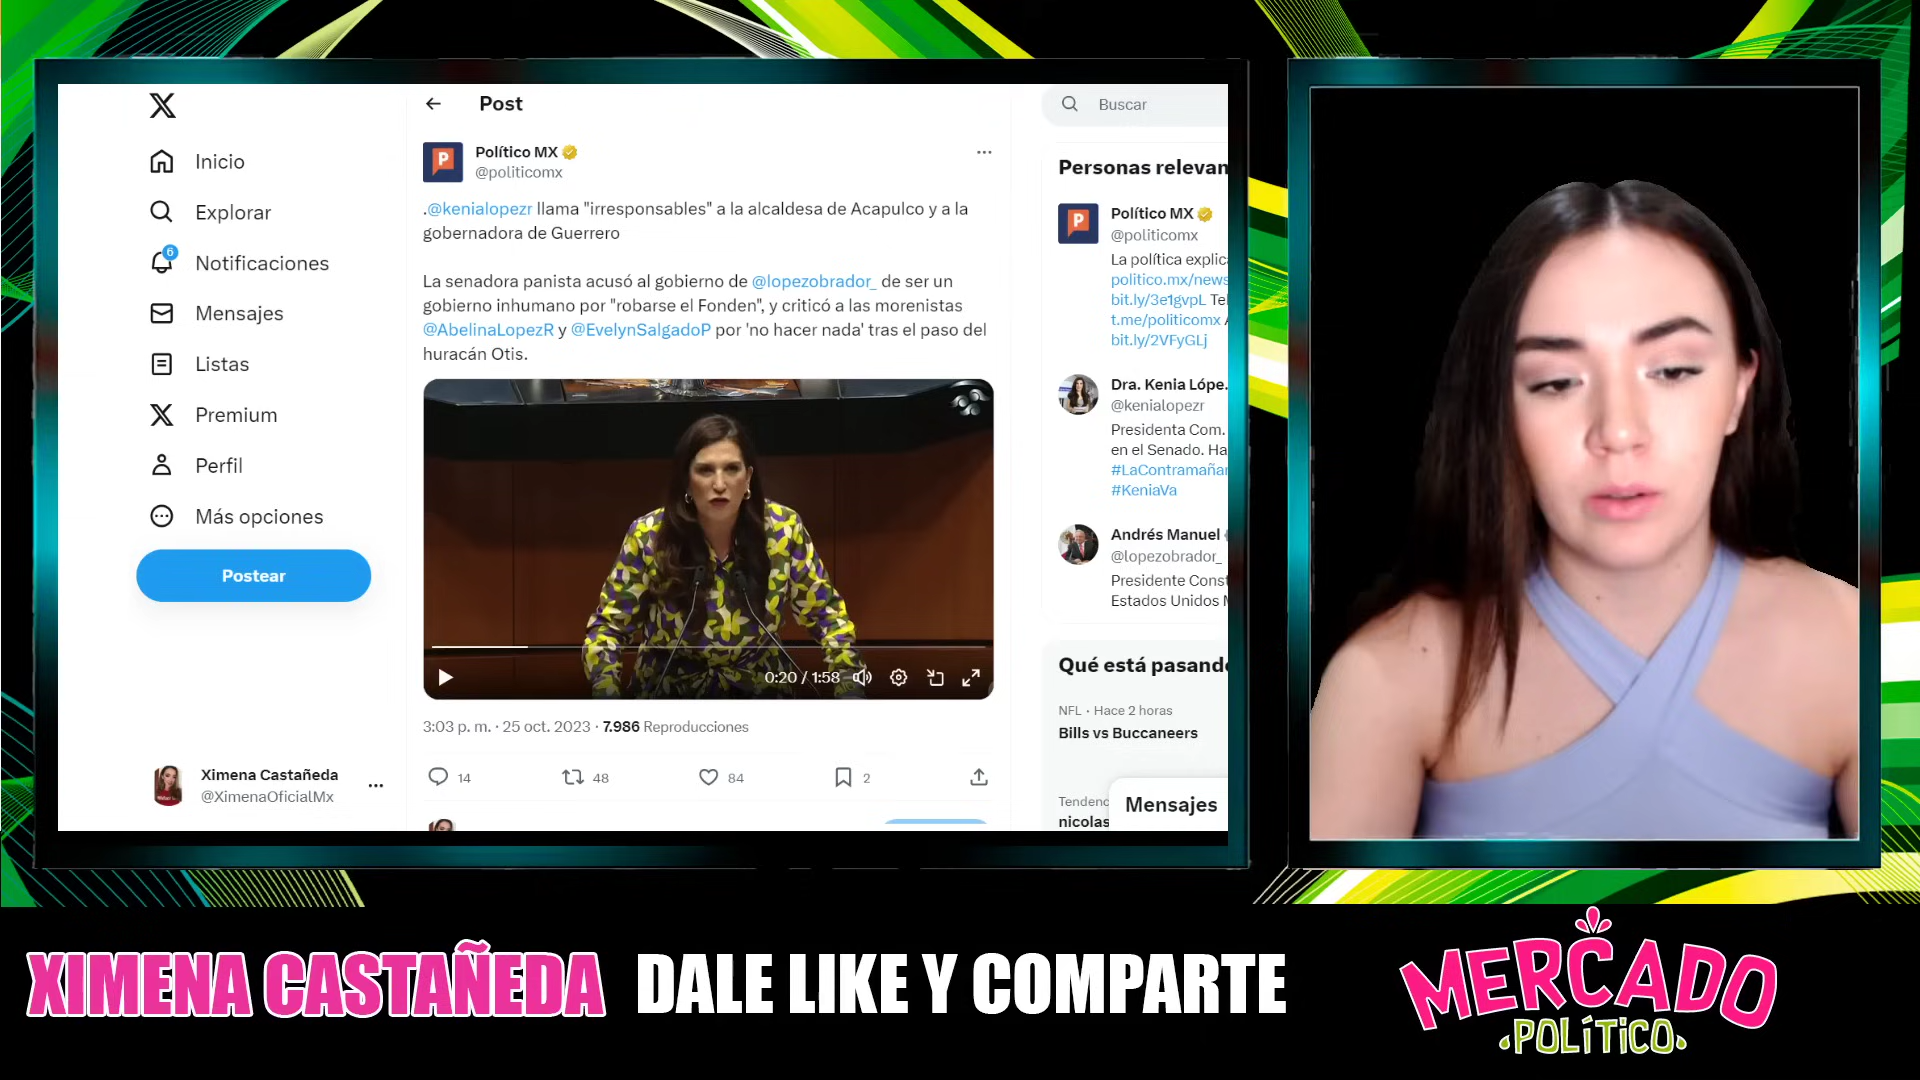 Inicio
Explorar
6
Notificaciones
Mensajes
Listas
Premium
Perfil
Más opciones
Postear
Ximena Castañeda
@XimenaOficialMx
Post
P
Político MX
@politicomx
.@kenialopezr llama "irresponsables" a la alcaldesa de Acapulco y a la
gobernadora de Guerrero
La senadora panista acusó al gobierno de @lopezobrador_ de ser un
gobierno inhumano por "robarse el Fonden", y criticó a las morenistas
@AbelinaLopezR y @EvelynSalgadoP por 'no hacer nada' tras el paso del
huracán Otis.
0:20 / 1:58
3:03 p. m. · 25 oct. 2023 · 7.986 Reproducciones
14
48
84
2
Buscar
Personas relevan
P
Político MX
@politicomx
La política explica
politico.mx/news
bit.ly/3e1gvpL Tel
t.me/politicomx
bit.ly/2VFyGLj
Dra. Kenia Lópe.
@kenialopezr
Presidenta Com.
en el Senado. Ha
#LaContramañan
#KeniaVa
Andrés Manuel
@lopezobrador_
Presidente Const
Estados Unidos M
Qué está pasando
NFL · Hace 2 horas
Bills vs Buccaneers
Tendenc
nicolas
Mensajes
XIMENA CASTAÑEDA DALE LIKE Y COMPARTE
MERCADO
POLÍTICO